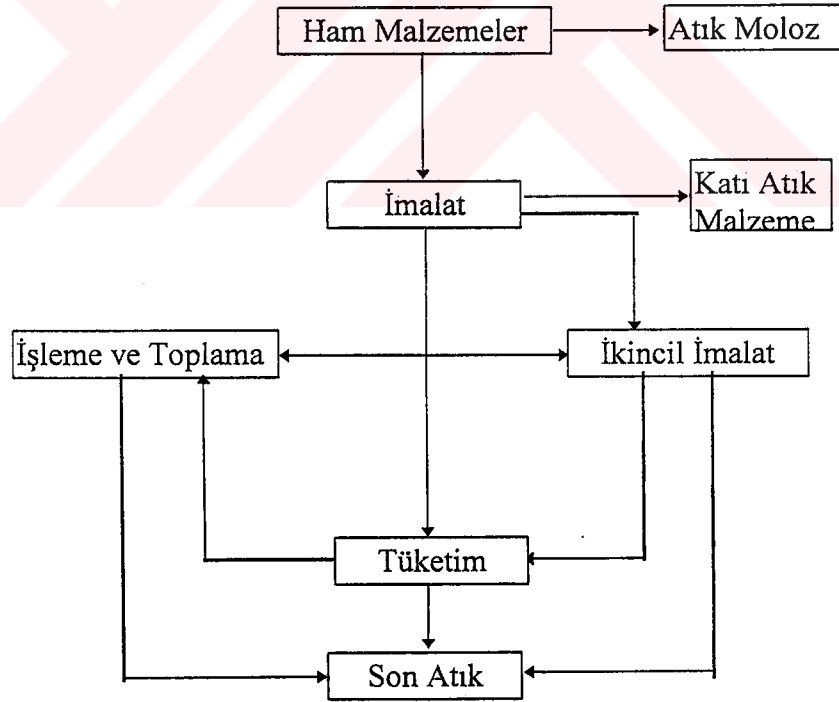 Ham Malzemeler
Atık Moloz
İmalat
Katı Atık
Malzeme
İşleme ve Toplama
İkincil İmalat
Tüketim
Son Atık